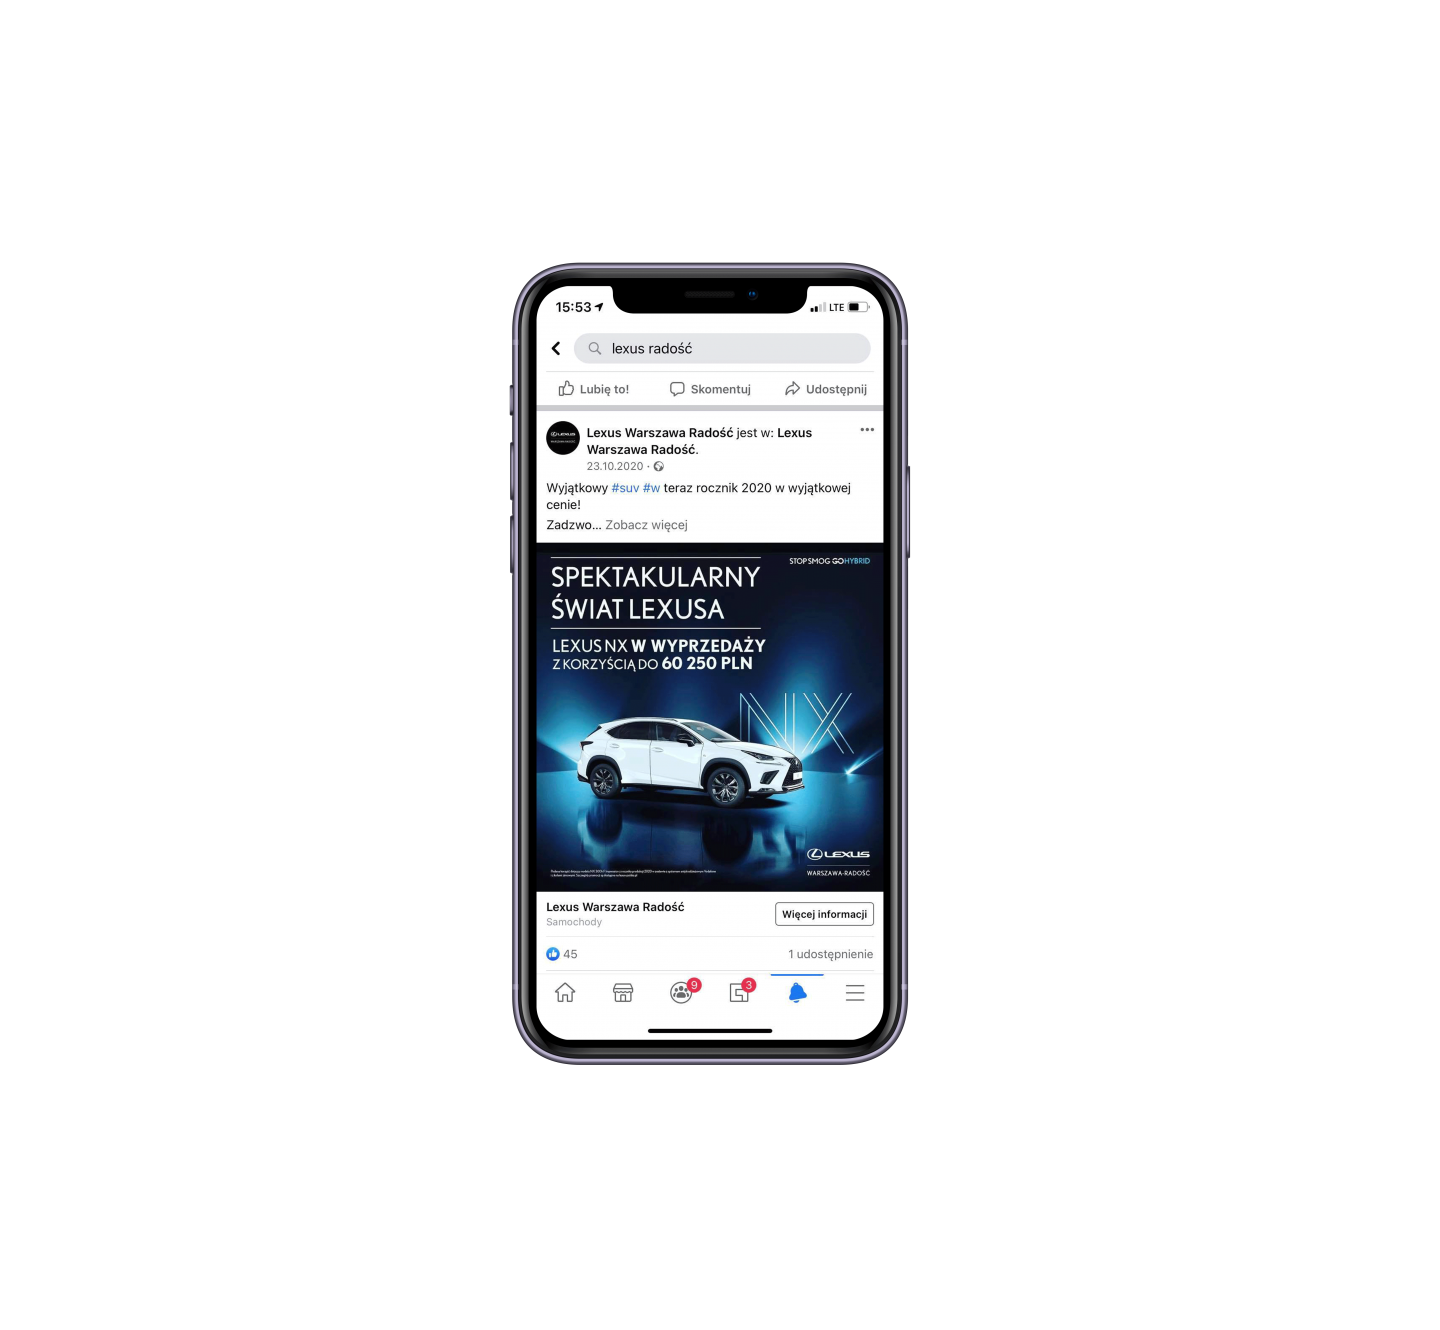 15:53
LTE
lexus radość
Lubię to!
Skomentuj
Udostępnij
LEXUS
Lexus Warszawa Radość jest w: Lexus
Warszawa Radość.
23.10.2020 ·
Wyjątkowy #suv #w teraz rocznik 2020 w wyjątkowej
cenie!
Zadzwo... Zobacz więcej
STOP SMOG GO HYBRID
SPEKTAKULARNY
ŚWIAT LEXUSA
LEXUS NX W WYPRZEDAŻY
Z KORZYŚCIĄ DO 60 250 PLN
NX
LEXUS
WARSZAWA-RADOŚĆ
Lexus Warszawa Radość
Samochody
Więcej informacji
45
1 udostępnienie
9
3